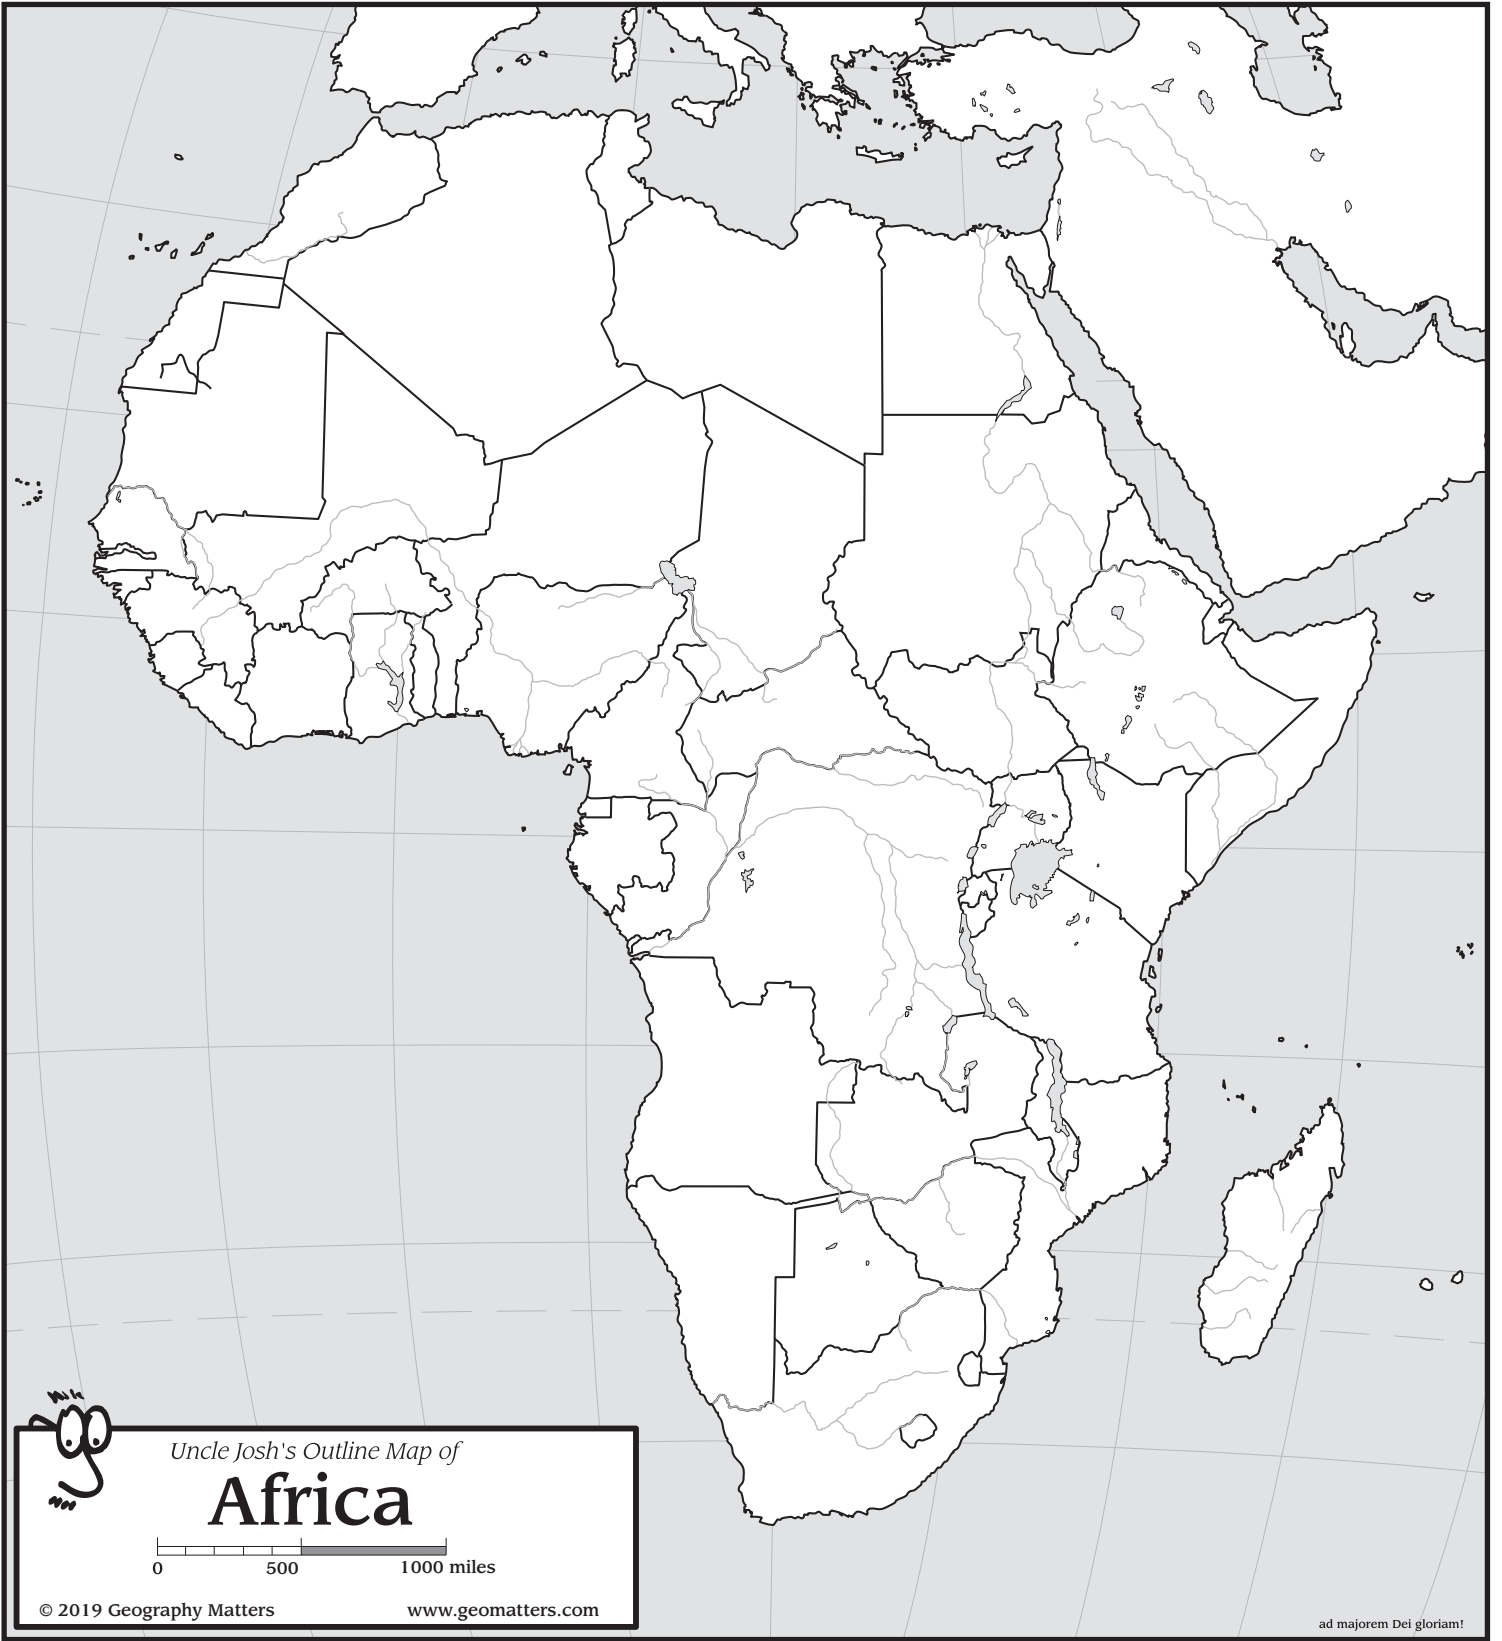 Uncle Josh's Outline Map of
Africa
0 500 1000 miles
© 2019 Geography Matters www.geomatters.com
ad majorem Dei gloriam!